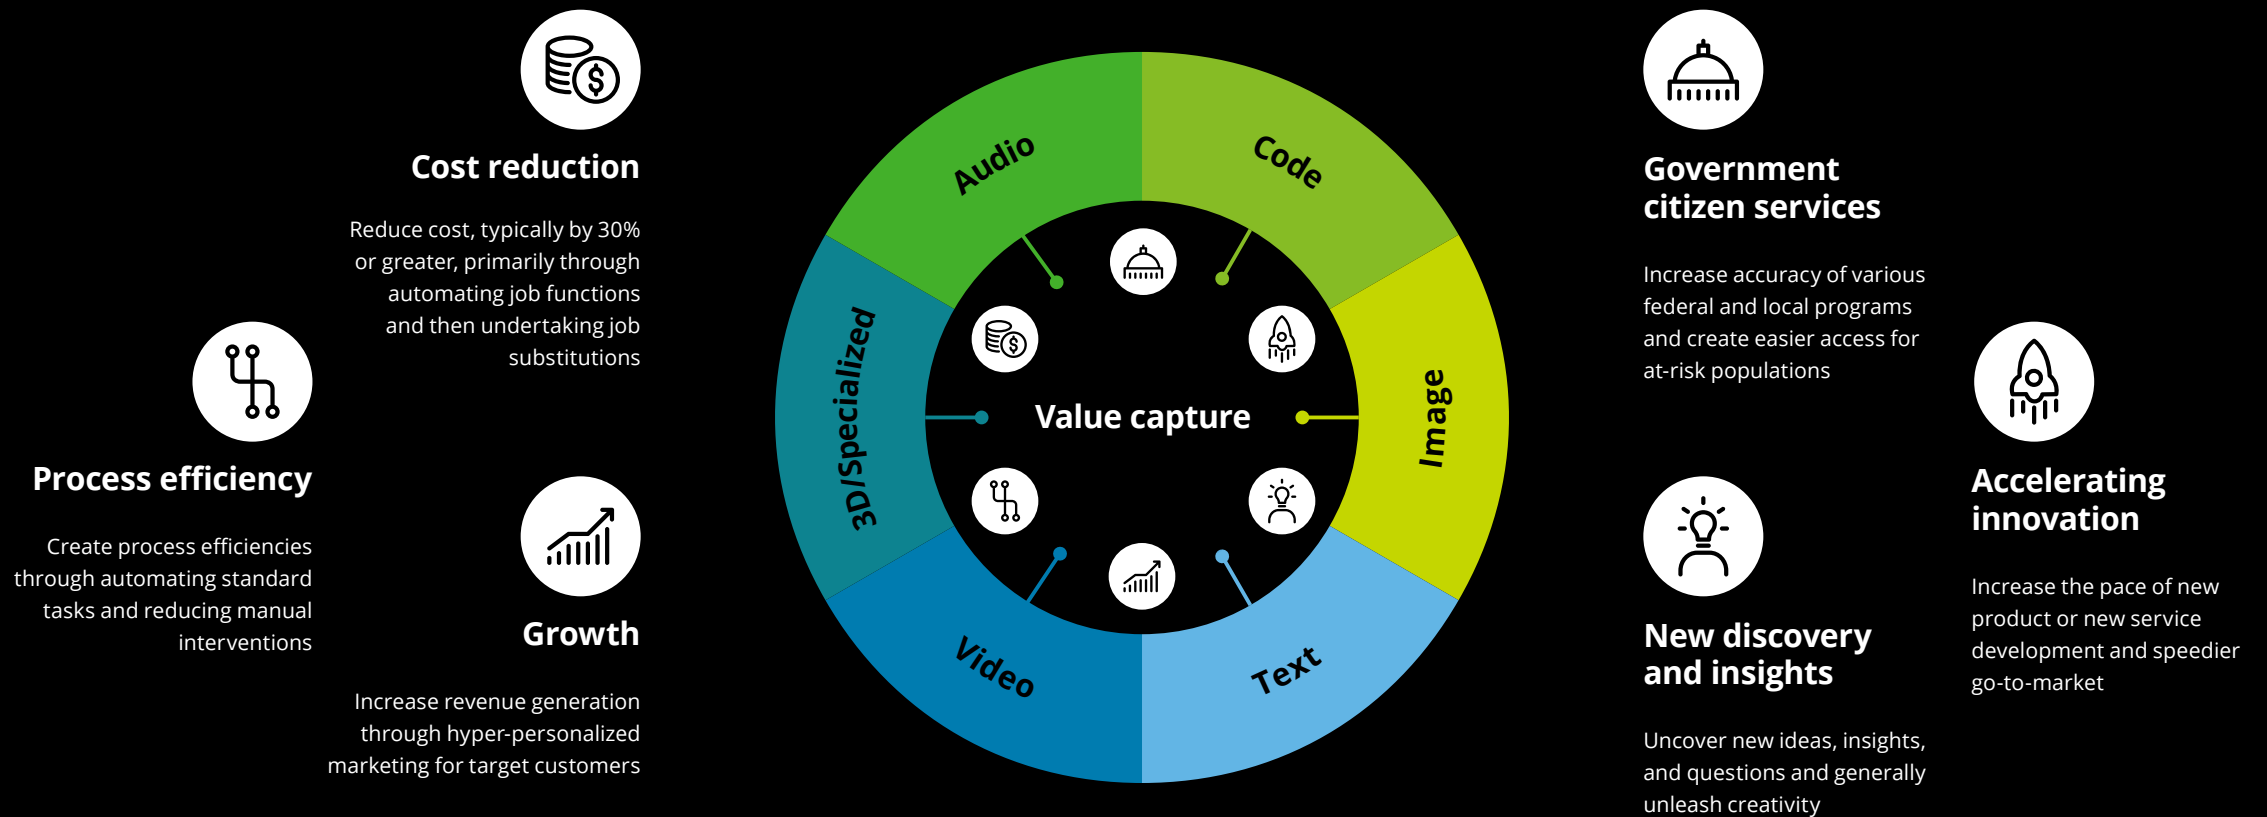 Cost reduction
Reduce cost, typically by 30%
or greater, primarily through
automating job functions
and then undertaking job
substitutions
Process efficiency
Create process efficiencies
through automating standard
tasks and reducing manual
interventions
Growth
Increase revenue generation
through hyper-personalized
marketing for target customers
Audio
Code
3D/Specialized
Value capture
Image
Video
Text
Government
citizen services
Increase accuracy of various
federal and local programs
and create easier access for
at-risk populations
Accelerating
innovation
Increase the pace of new
product or new service
development and speedier
go-to-market
New discovery
and insights
Uncover new ideas, insights,
and questions and generally
unleash creativity